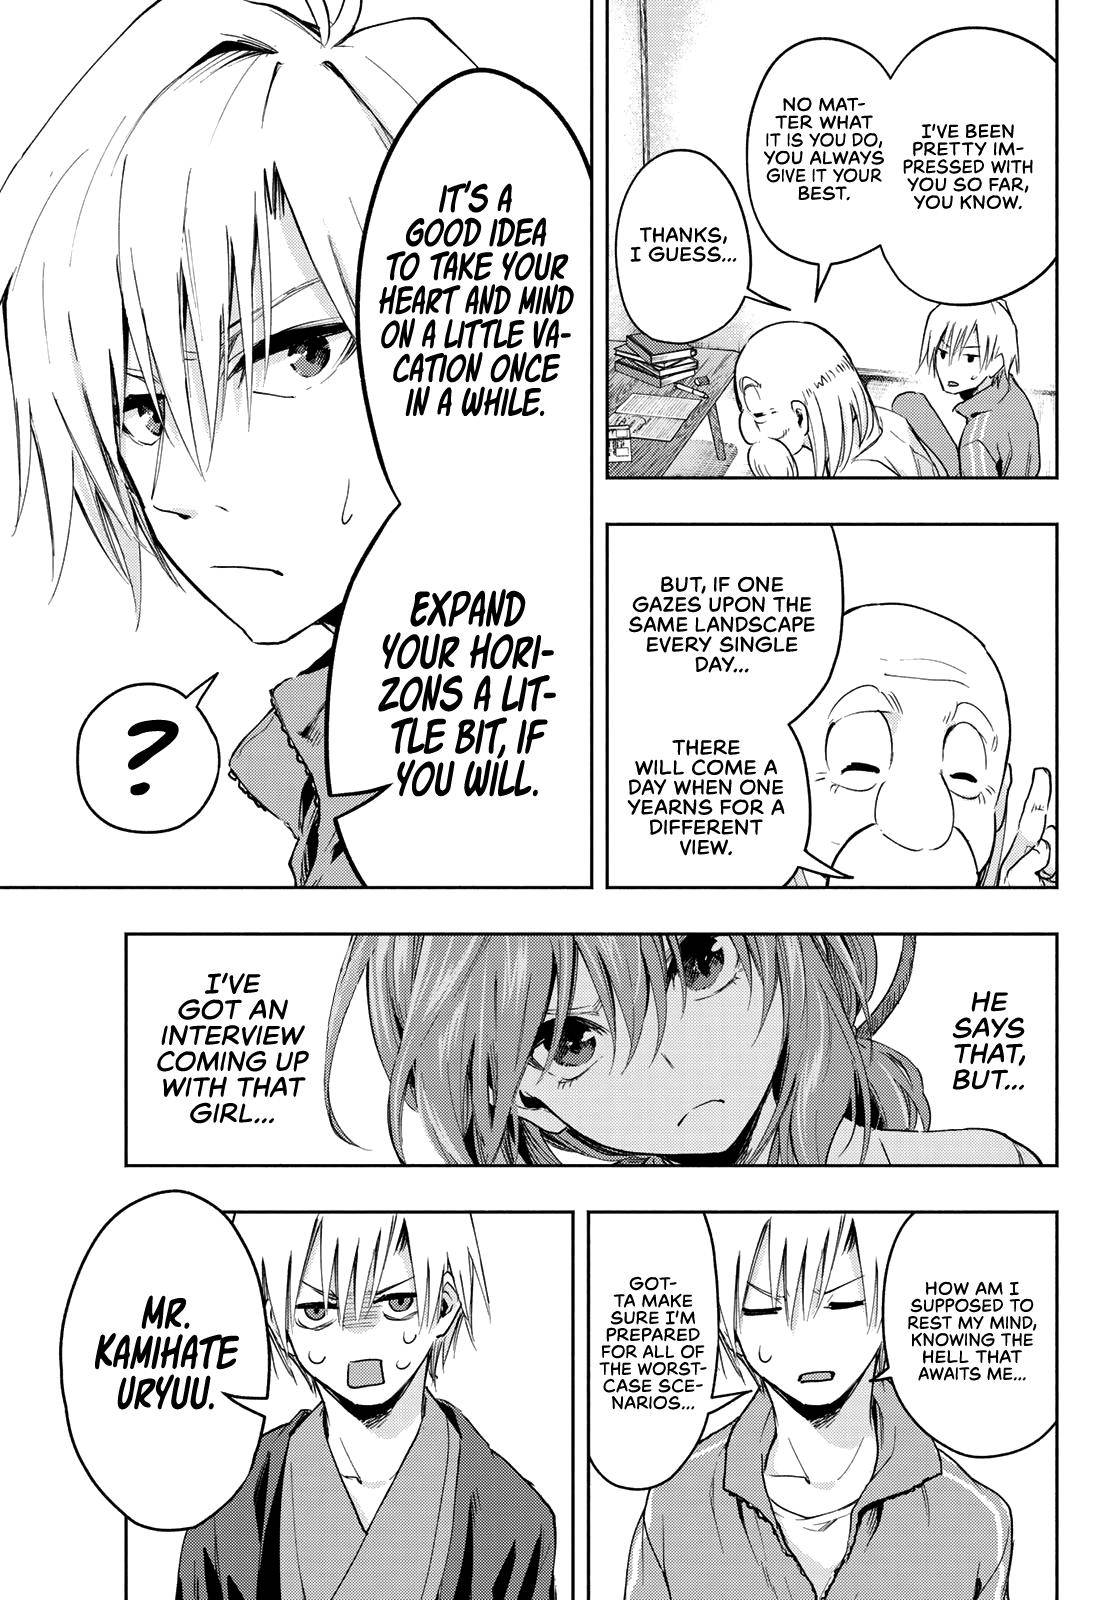 I'VE BEEN
PRETTY IM-
PRESSED WITH
YOU SO FAR,
YOU KNOW.
NO MAT-
TER WHAT
IT IS YOU DO,
YOU ALWAYS
GIVE IT YOUR
BEST.
THANKS,
I GUESS...
BUT, IF ONE
GAZES UPON THE
SAME LANDSCAPE
EVERY SINGLE
DAY...
THERE
WILL COME A
DAY WHEN ONE
YEARNS FOR A
DIFFERENT
VIEW.
IT'S A
GOOD IDEA
TO TAKE YOUR
HEART AND MIND
ON A LITTLE VA-
CATION ONCE
IN A WHILE.
EXPAND
YOUR HORI-
ZONS A LIT-
TLE BIT, IF
YOU WILL.
?
HE
SAYS
THAT,
BUT...
I'VE
GOT AN
INTERVIEW
COMING UP
WITH THAT
GIRL...
HOW AM I
SUPPOSED TO
REST MY MIND,
KNOWING THE
HELL THAT
AWAITS ME...
GOT-
TA MAKE
SURE I'M
PREPARED
FOR ALL OF
THE WORST-
CASE SCE-
NARIOS...
MR.
KAMIHATE
URYUU.